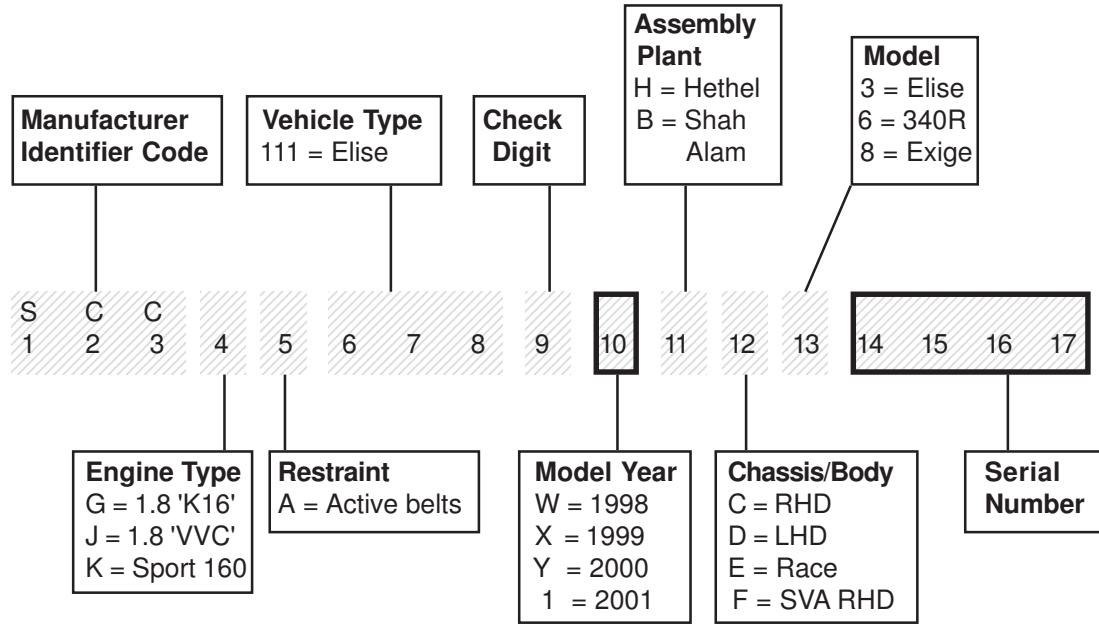 Assembly
Plant
H = Hethel
B = Shah
Alam
Model
3 = Elise
6 = 340R
8 = Exige
Manufacturer
Identifier Code
Vehicle Type
111 = Elise
Check
Digit
S C C
1 2 3 4 5 6 7 8 9 10 11 12 13 14 15 16 17
Engine Type
G = 1.8 'K16'
J = 1.8 'VVC'
K = Sport 160
Restraint
A = Active belts
Model Year
W = 1998
X = 1999
Y = 2000
1 = 2001
Chassis/Body
C = RHD
D = LHD
E = Race
F = SVA RHD
Serial
Number